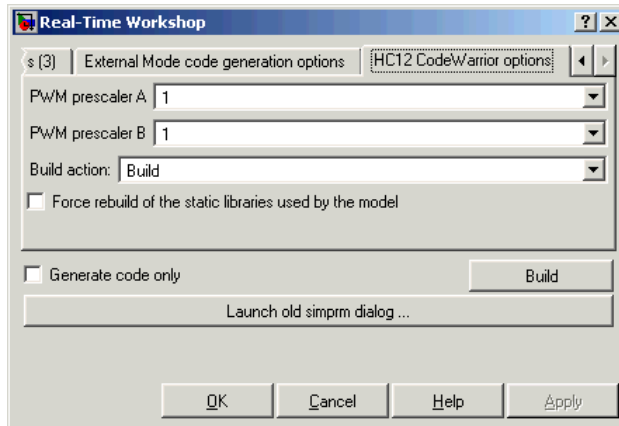 Real-Time Workshop
s (3) External Mode code generation options HC12 CodeWarrior options
PWM prescaler A 1
PWM prescaler B 1
Build action: Build
Force rebuild of the static libraries used by the model
Generate code only Build
Launch old simprm dialog ...
OK Cancel Help Apply